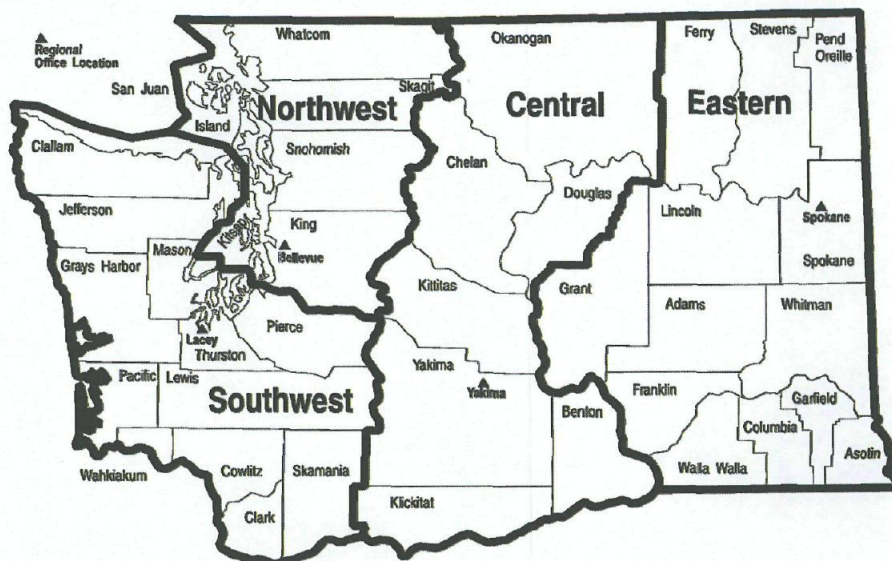 Regional
Office Location
San Juan
Whatcom
Skagit
Northwest
Island
Snohomish
Clallam
Jefferson
Kitsap
King
Bellevue
Mason
Grays Harbor
Pierce
Lacey
Thurston
Pacific
Lewis
Southwest
Wahkiakum
Cowlitz
Skamania
Clark
Okanogan
Central
Chelan
Douglas
Kittitas
Yakima
Yakima
Benton
Klickitat
Ferry
Stevens
Pend
Oreille
Eastern
Lincoln
Spokane
Spokane
Grant
Adams
Whitman
Franklin
Garfield
Columbia
Walla Walla
Asotin